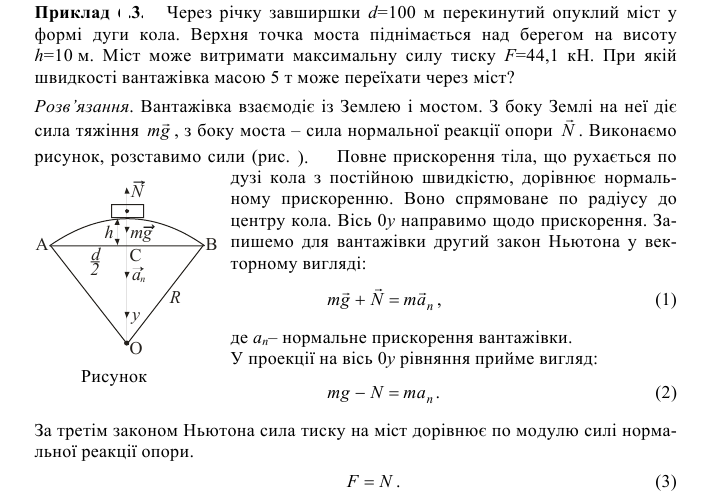 Приклад 6.3. Через річку завширшки d=100 м перекинутий опуклий міст у
формі дуги кола. Верхня точка моста піднімається над берегом на висоту
h=10 м. Міст може витримати максимальну силу тиску F=44,1 кН. При якій
швидкості вантажівка масою 5 т може переїхати через міст?
Розв’язання. Вантажівка взаємодіє із Землею і мостом. З боку Землі на неї діє
сила тяжіння mg⃗ , з боку моста – сила нормальної реакції опори N⃗ . Виконаємо
рисунок, розставимо сили (рис. ). Повне прискорення тіла, що рухається по
дузі кола з постійною швидкістю, дорівнює нормаль-
ному прискоренню. Воно спрямоване по радіусу до
центру кола. Вісь 0y направимо щодо прискорення. За-
пишемо для вантажівки другий закон Ньютона у век-
торному вигляді:
N⃗
h mg⃗
A d/2 C B
a⃗ₙ
R
y
O
Рисунок
mg⃗ + N⃗ = ma⃗ₙ , (1)
де aₙ– нормальне прискорення вантажівки.
У проекції на вісь 0y рівняння прийме вигляд:
mg − N = maₙ . (2)
За третім законом Ньютона сила тиску на міст дорівнює по модулю силі норма-
льної реакції опори.
F = N . (3)